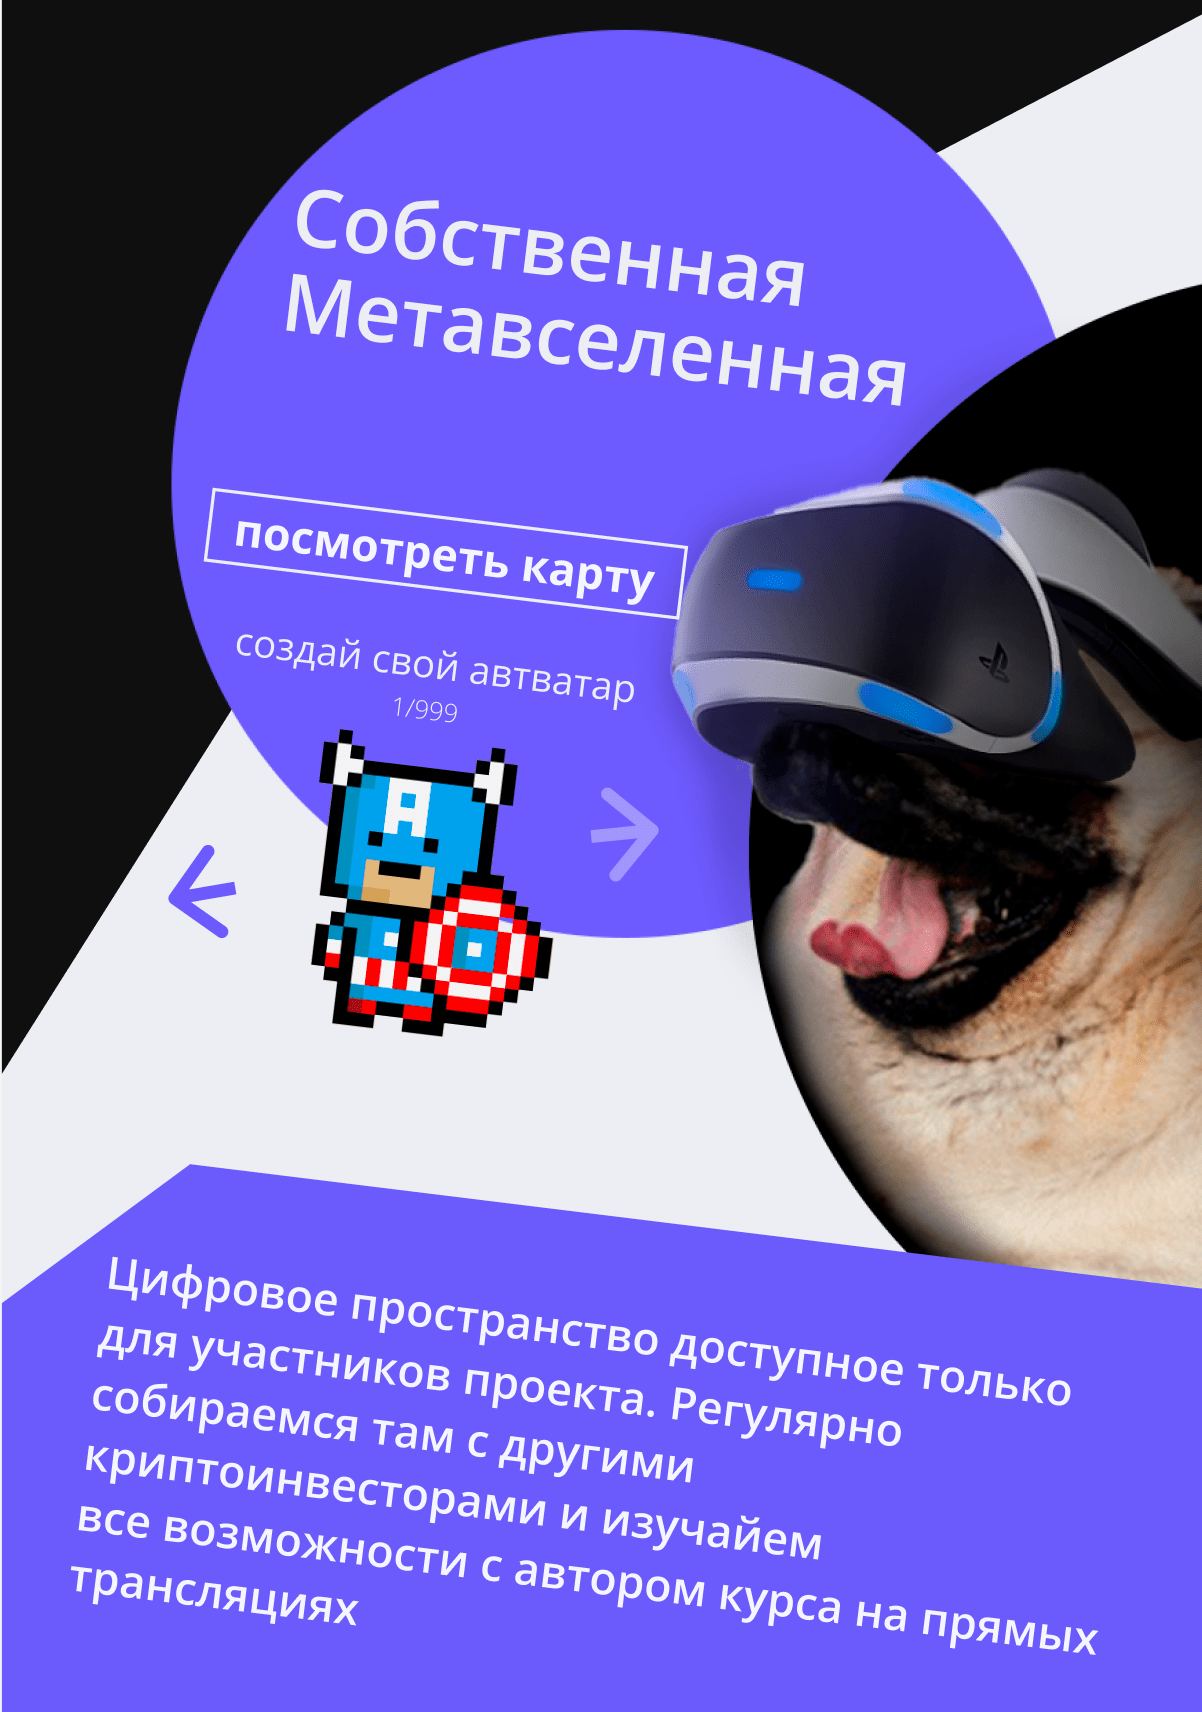 Собственная
Метавселенная
посмотреть карту
создай свой автватар
1/999
Цифровое пространство доступное только
для участников проекта. Регулярно
собираемся там с другими
криптоинвесторами и изучайем
все возможности с автором курса на прямых
трансляциях